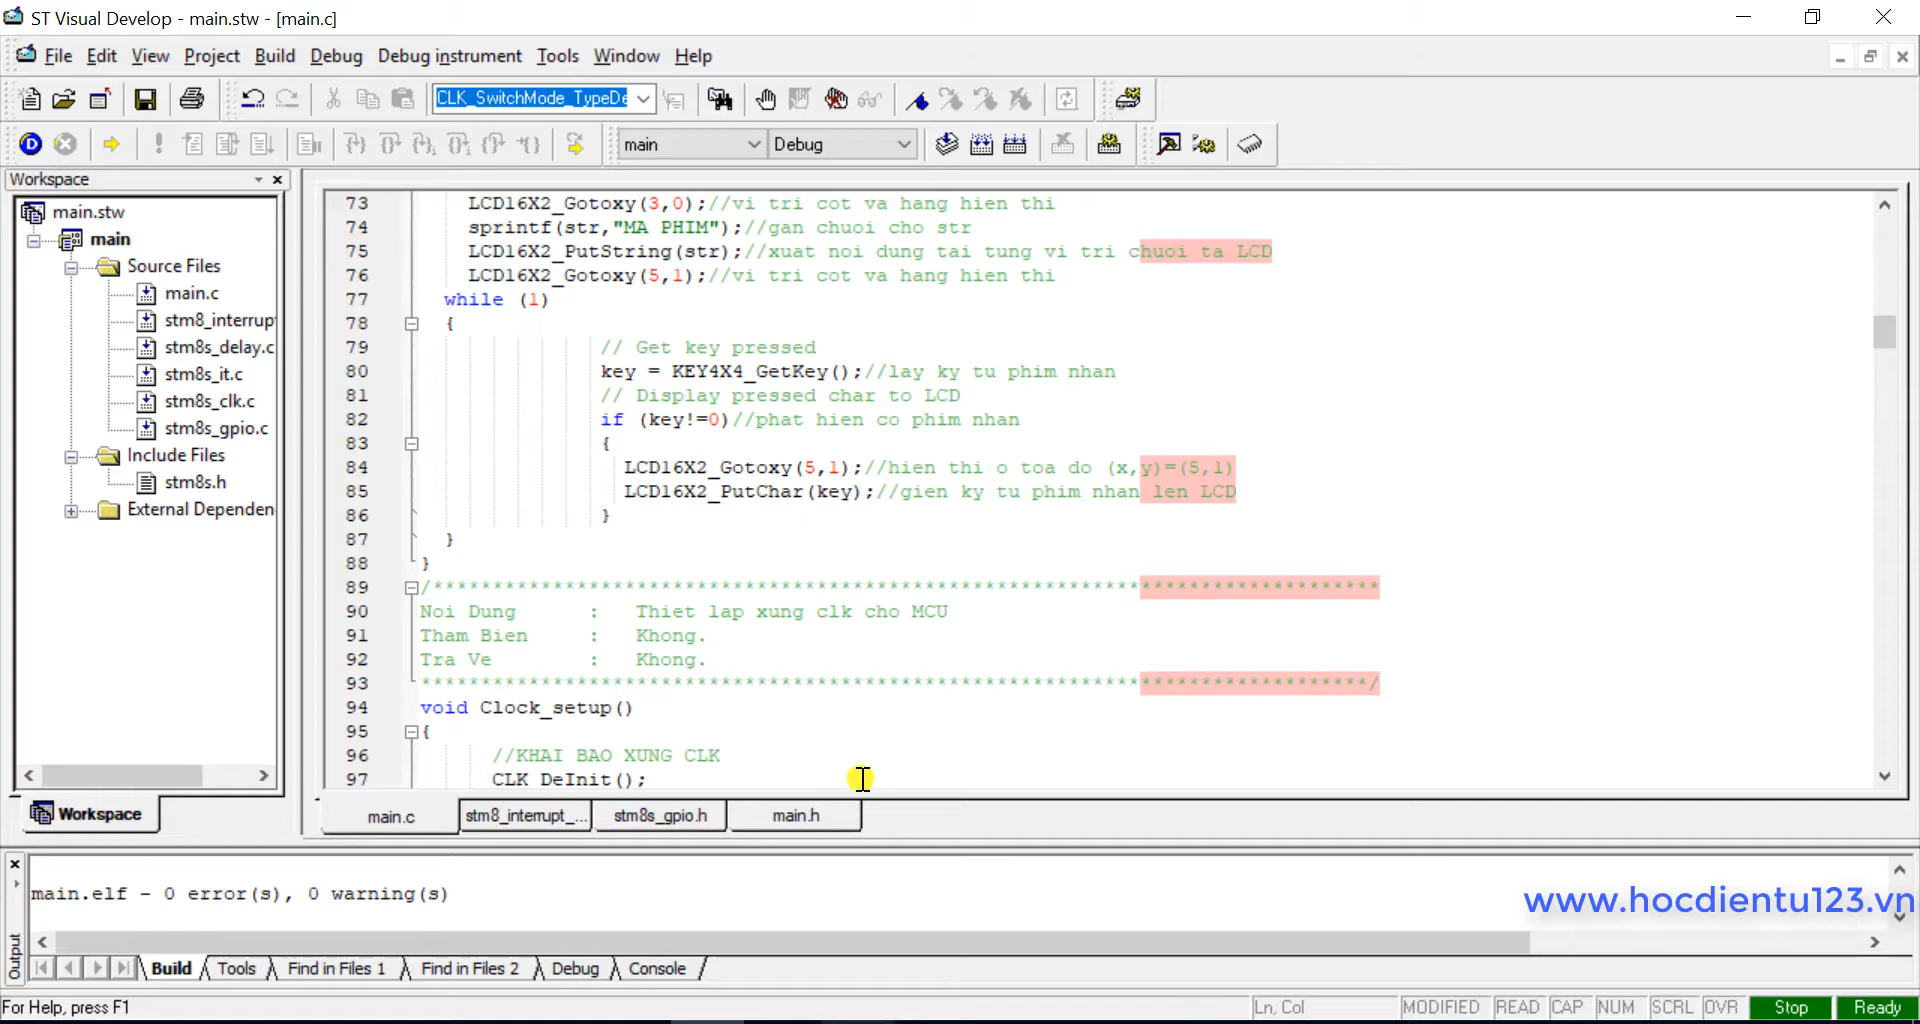 ST Visual Develop - main.stw - [main.c]
File Edit View Project Build Debug Debug instrument Tools Window Help
CLK_SwitchMode_TypeDe
main Debug
Workspace
main.stw
main
Source Files
main.c
stm8_interrup
stm8s_delay.c
stm8s_it.c
stm8s_clk.c
stm8s_gpio.c
Include Files
stm8s.h
External Dependen
Workspace
73 LCD16X2_Gotoxy(3,0);//vi tri cot va hang hien thi
74 sprintf(str,"MA PHIM");//gan chuoi cho str
75 LCD16X2_PutString(str);//xuat noi dung tai tung vi tri chuoi ta LCD
76 LCD16X2_Gotoxy(5,1);//vi tri cot va hang hien thi
77 while (1)
78 {
79 // Get key pressed
80 key = KEY4X4_GetKey();//lay ky tu phim nhan
81 // Display pressed char to LCD
82 if (key!=0)//phat hien co phim nhan
83 {
84 LCD16X2_Gotoxy(5,1);//hien thi o toa do (x,y)=(5,1)
85 LCD16X2_PutChar(key);//gien ky tu phim nhan len LCD
86 }
87 }
88 }
89 /*******************************************************************************
90 Noi Dung : Thiet lap xung clk cho MCU
91 Tham Bien : Khong.
92 Tra Ve : Khong.
93 *******************************************************************************/
94 void Clock_setup()
95 {
96 //KHAI BAO XUNG CLK
97 CLK DeInit();
main.c stm8_interrupt_... stm8s_gpio.h main.h
main.elf - 0 error(s), 0 warning(s)
www.hocdientu123.vn
Output
Build Tools Find in Files 1 Find in Files 2 Debug Console
For Help, press F1 Ln, Col MODIFIED READ CAP NUM SCRL OVR Stop Ready